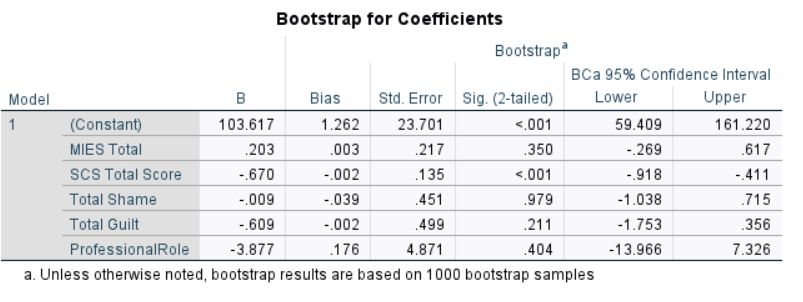 Bootstrap for Coefficients
Bootstrapa
BCa 95% Confidence Interval
Model B Bias Std. Error Sig. (2-tailed) Lower Upper
1 (Constant) 103.617 1.262 23.701 <.001 59.409 161.220
MIES Total .203 .003 .217 .350 -.269 .617
SCS Total Score -.670 -.002 .135 <.001 -.918 -.411
Total Shame -.009 -.039 .451 .979 -1.038 .715
Total Guilt -.609 -.002 .499 .211 -1.753 .356
ProfessionalRole -3.877 .176 4.871 .404 -13.966 7.326
a. Unless otherwise noted, bootstrap results are based on 1000 bootstrap samples